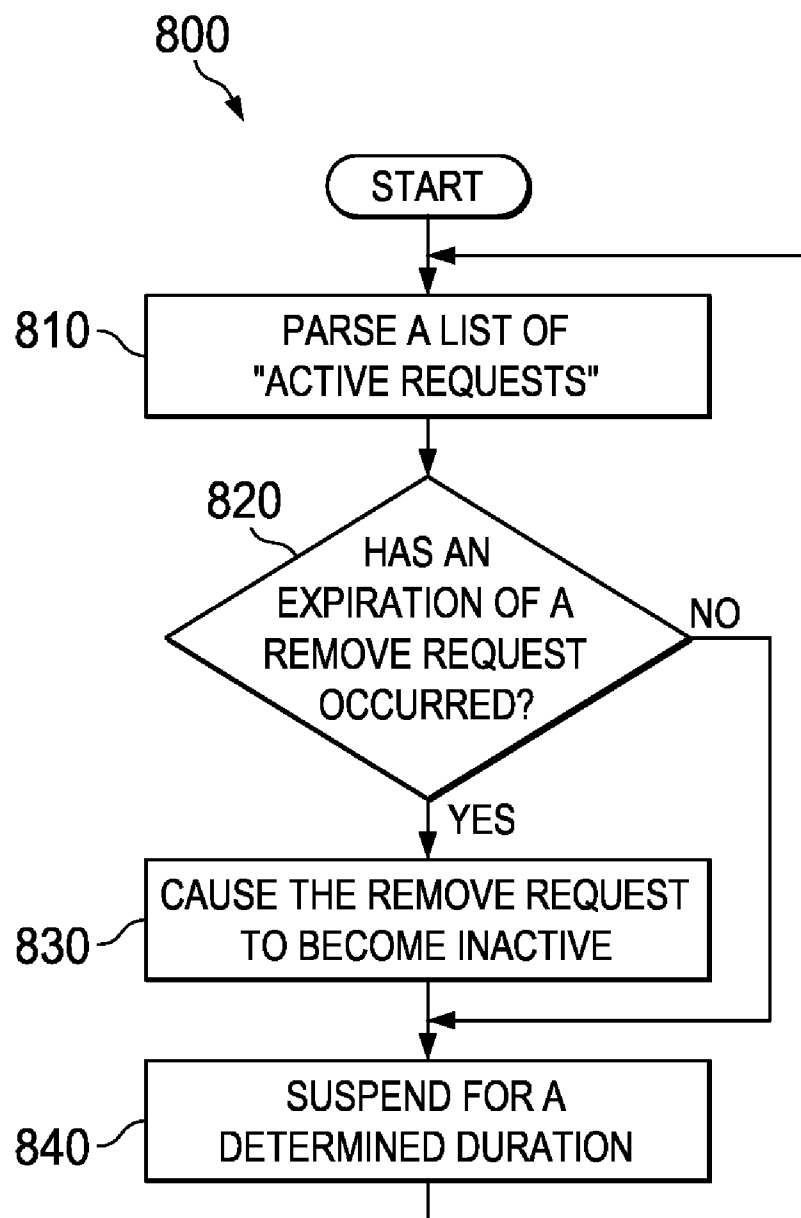 800
START
810
PARSE A LIST OF
"ACTIVE REQUESTS"
820
HAS AN
EXPIRATION OF A
REMOVE REQUEST
OCCURRED?
NO
YES
830
CAUSE THE REMOVE REQUEST
TO BECOME INACTIVE
840
SUSPEND FOR A
DETERMINED DURATION